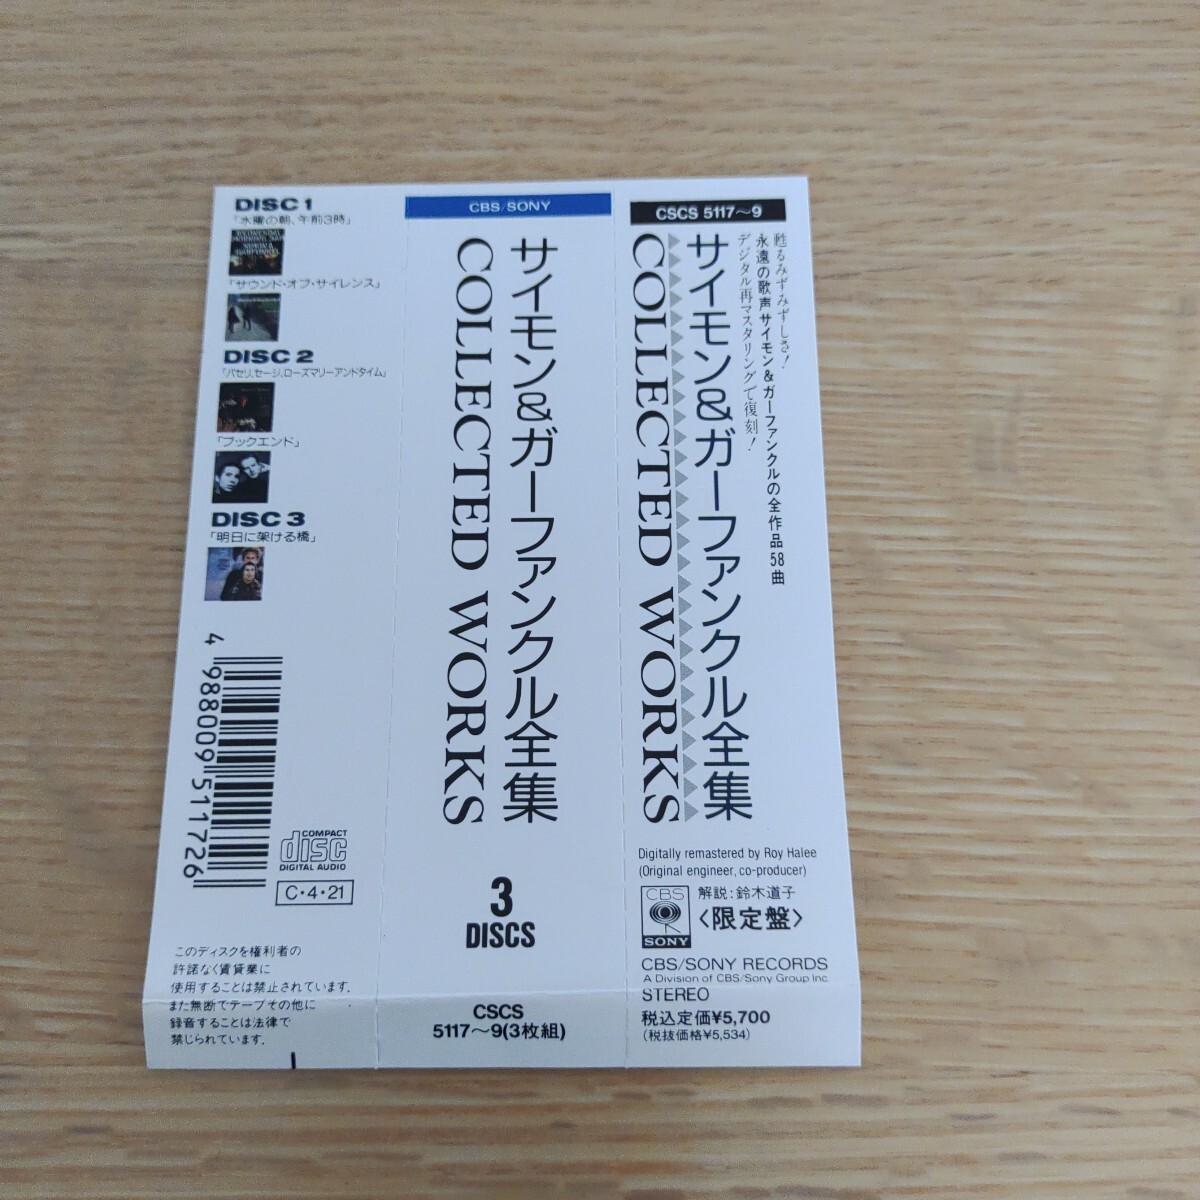 DISC 1
「水曜の朝、午前3時」
「サウンド・オブ・サイレンス」
DISC 2
「パセリ、セージ、ローズマリーアンドタイム」
「ブックエンド」
DISC 3
「明日に架ける橋」
4 988009 511726
COMPACT
disc
DIGITAL AUDIO
C・4・21
このディスクを権利者の
許諾なく賃貸業に
使用することは禁止されています.
また無断でテープその他に
録音することは法律で
禁じられています.
CBS/SONY
サイモン&ガーファンクル全集
COLLECTED WORKS
3
DISCS
CSCS
5117〜9(3枚組)
CSCS 5117〜9
甦るみずみずしさ!
永遠の歌声サイモン&ガーファンクルの全作品58曲
デジタル再マスタリングで復刻!
サイモン&ガーファンクル全集
COLLECTED WORKS
Digitally remastered by Roy Halee
(Original engineer, co-producer)
CBS
SONY
解説:鈴木道子
〈限定盤〉
CBS/SONY RECORDS
A Division of CBS/Sony Group Inc.
STEREO
税込定価¥5,700
(税抜価格¥5,534)